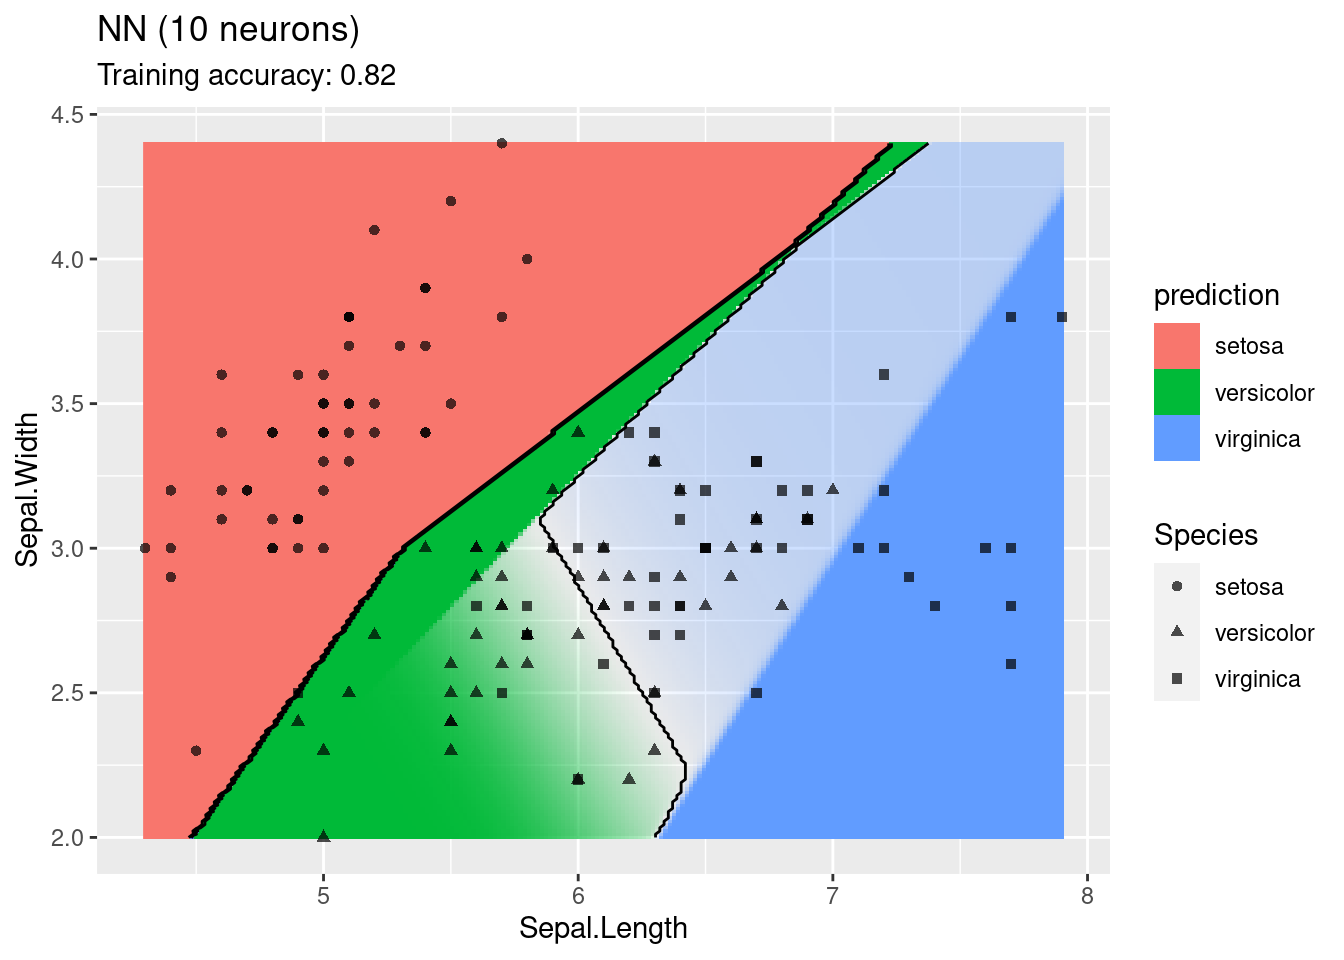 NN (10 neurons)
Training accuracy: 0.82
4.5
4.0
3.5
3.0
2.5
2.0
Sepal.Width
5 6 7 8
Sepal.Length
prediction
setosa
versicolor
virginica
Species
setosa
versicolor
virginica